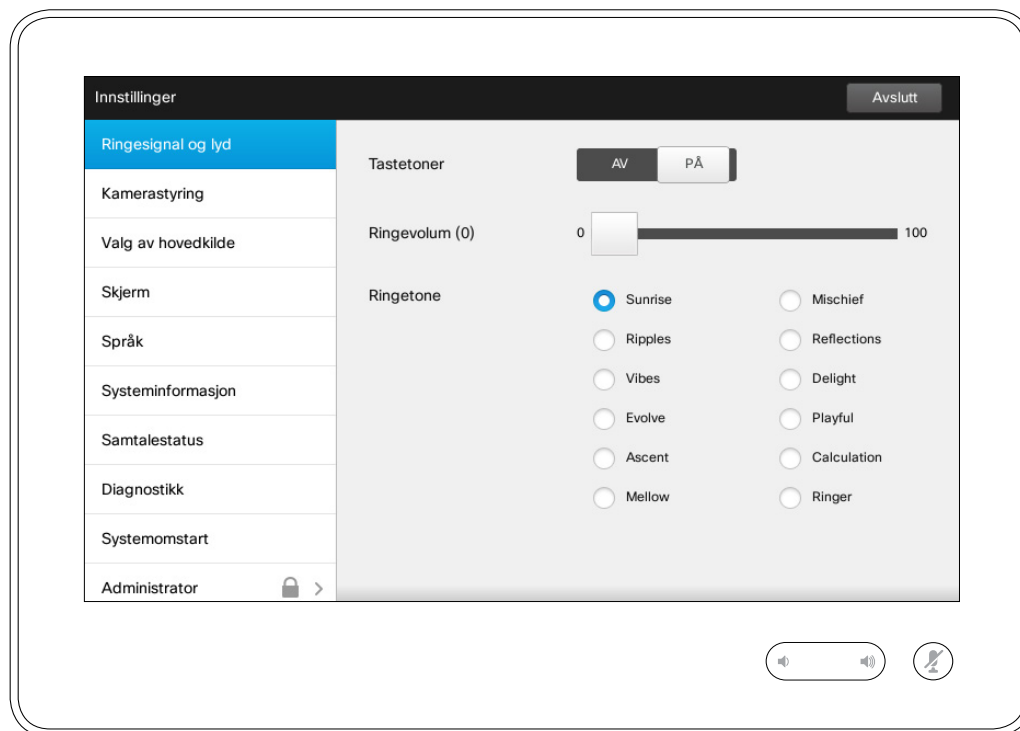 Innstillinger
Avslutt
Ringesignal og lyd
Kamerastyring
Valg av hovedkilde
Skjerm
Språk
Systeminformasjon
Samtalestatus
Diagnostikk
Systemomstart
Administrator
Tastetoner
AV PÅ
Ringevolum (0)
0 100
Ringetone
Sunrise Mischief
Ripples Reflections
Vibes Delight
Evolve Playful
Ascent Calculation
Mellow Ringer